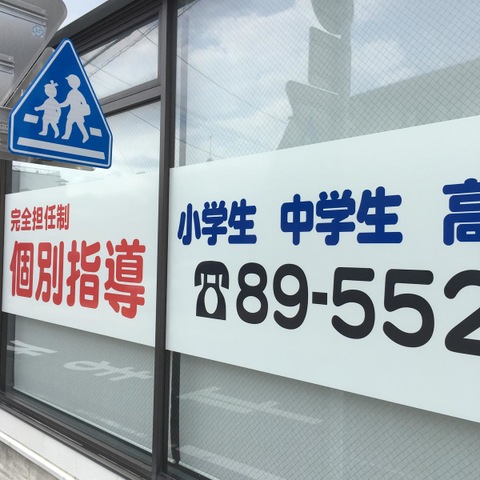 完全担任制
個別指導
小学生 中学生 高
☎89-552